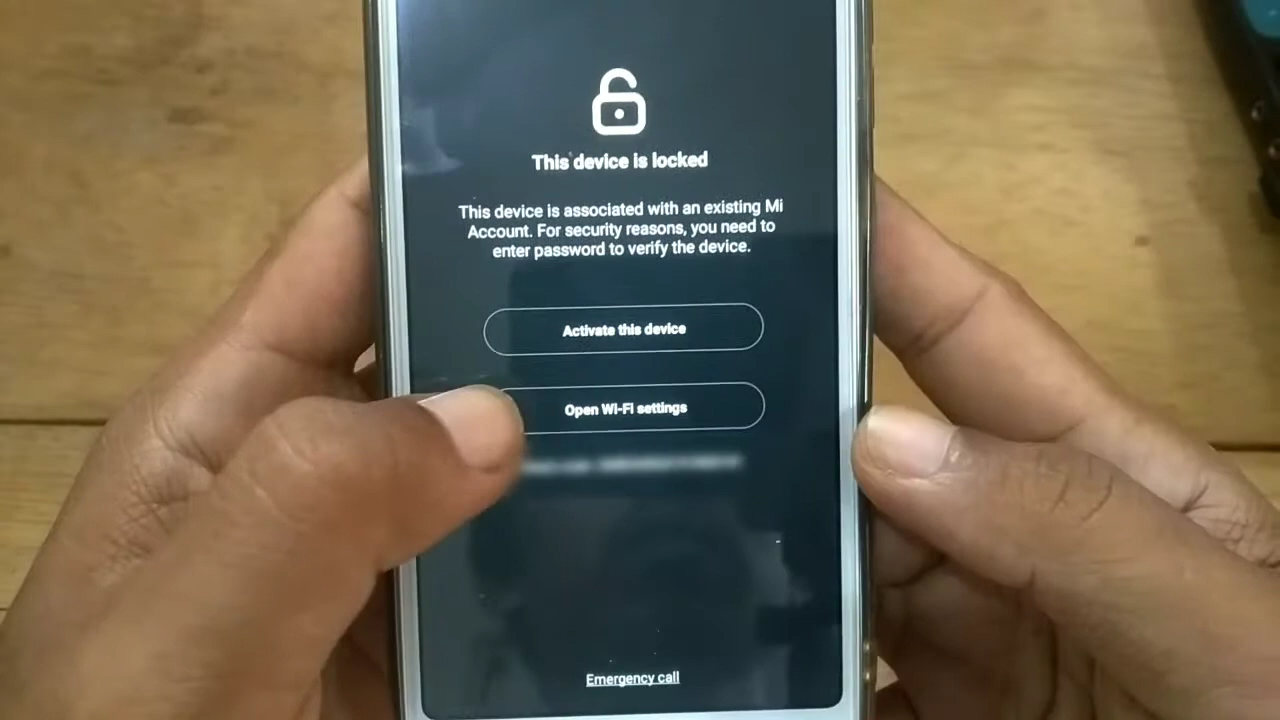 This device is locked
This device is associated with an existing Mi
Account. For security reasons, you need to
enter password to verify the device.
Activate this device
Open Wi-Fi settings
Emergency call